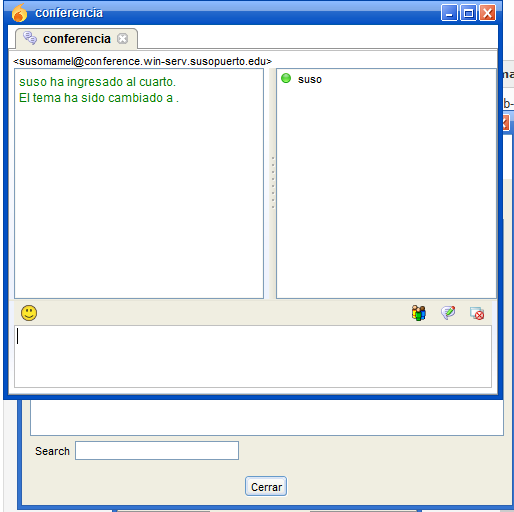 conferencia
conferencia
<susomamel@conference.win-serv.susopuerto.edu>
suso ha ingresado al cuarto.
El tema ha sido cambiado a .
suso
Search
Cerrar